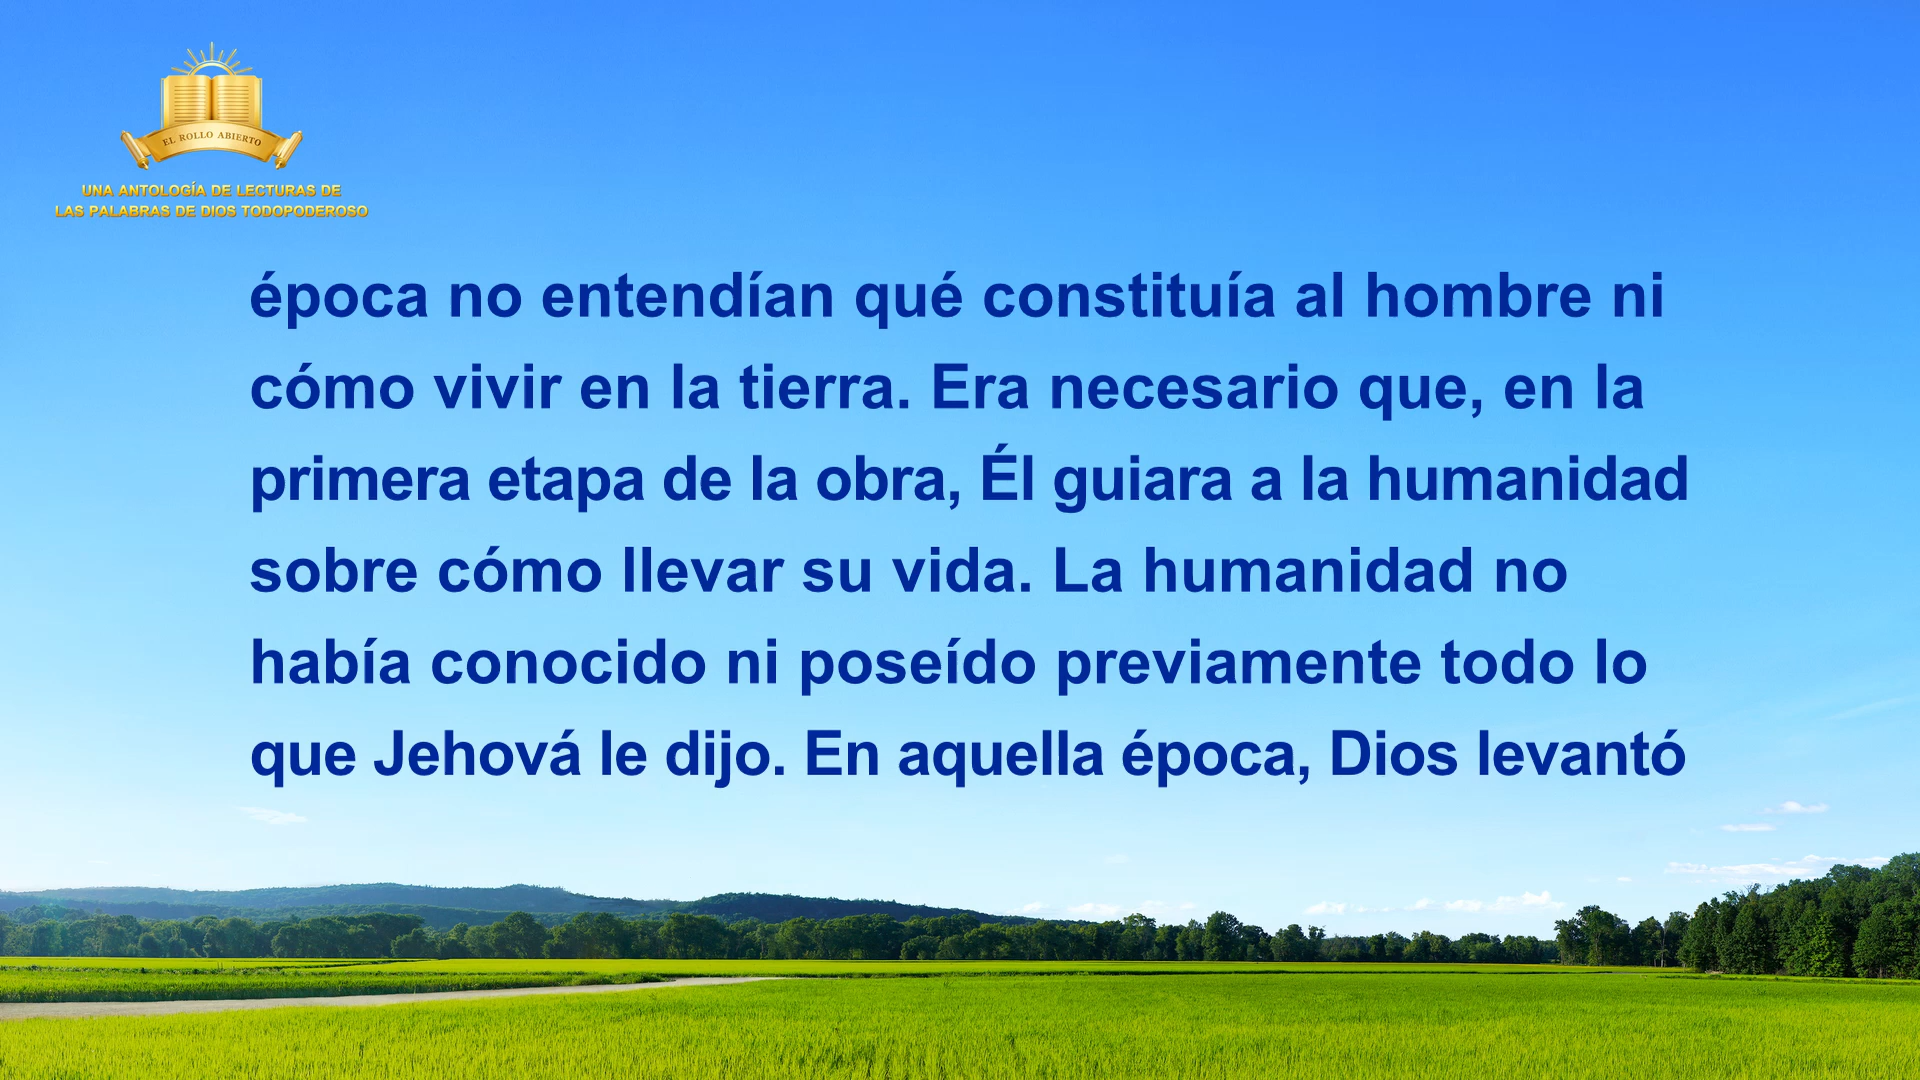 EL ROLLO ABIERTO
UNA ANTOLOGÍA DE LECTURAS DE
LAS PALABRAS DE DIOS TODOPODEROSO
época no entendían qué constituía al hombre ni
cómo vivir en la tierra. Era necesario que, en la
primera etapa de la obra, Él guiara a la humanidad
sobre cómo llevar su vida. La humanidad no
había conocido ni poseído previamente todo lo
que Jehová le dijo. En aquella época, Dios levantó